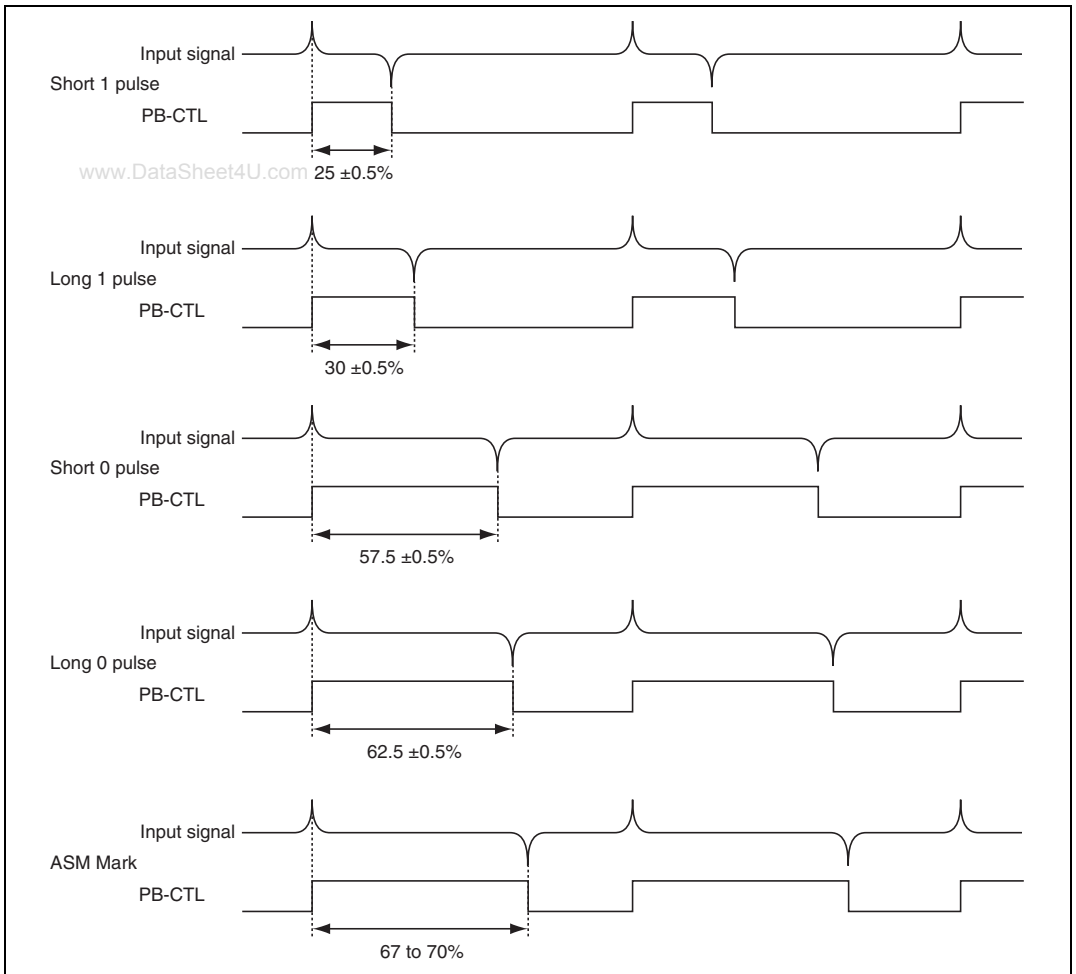 Input signal
Short 1 pulse
PB-CTL
www.DataSheet4U.com
25 ±0.5%
Input signal
Long 1 pulse
PB-CTL
30 ±0.5%
Input signal
Short 0 pulse
PB-CTL
57.5 ±0.5%
Input signal
Long 0 pulse
PB-CTL
62.5 ±0.5%
Input signal
ASM Mark
PB-CTL
67 to 70%